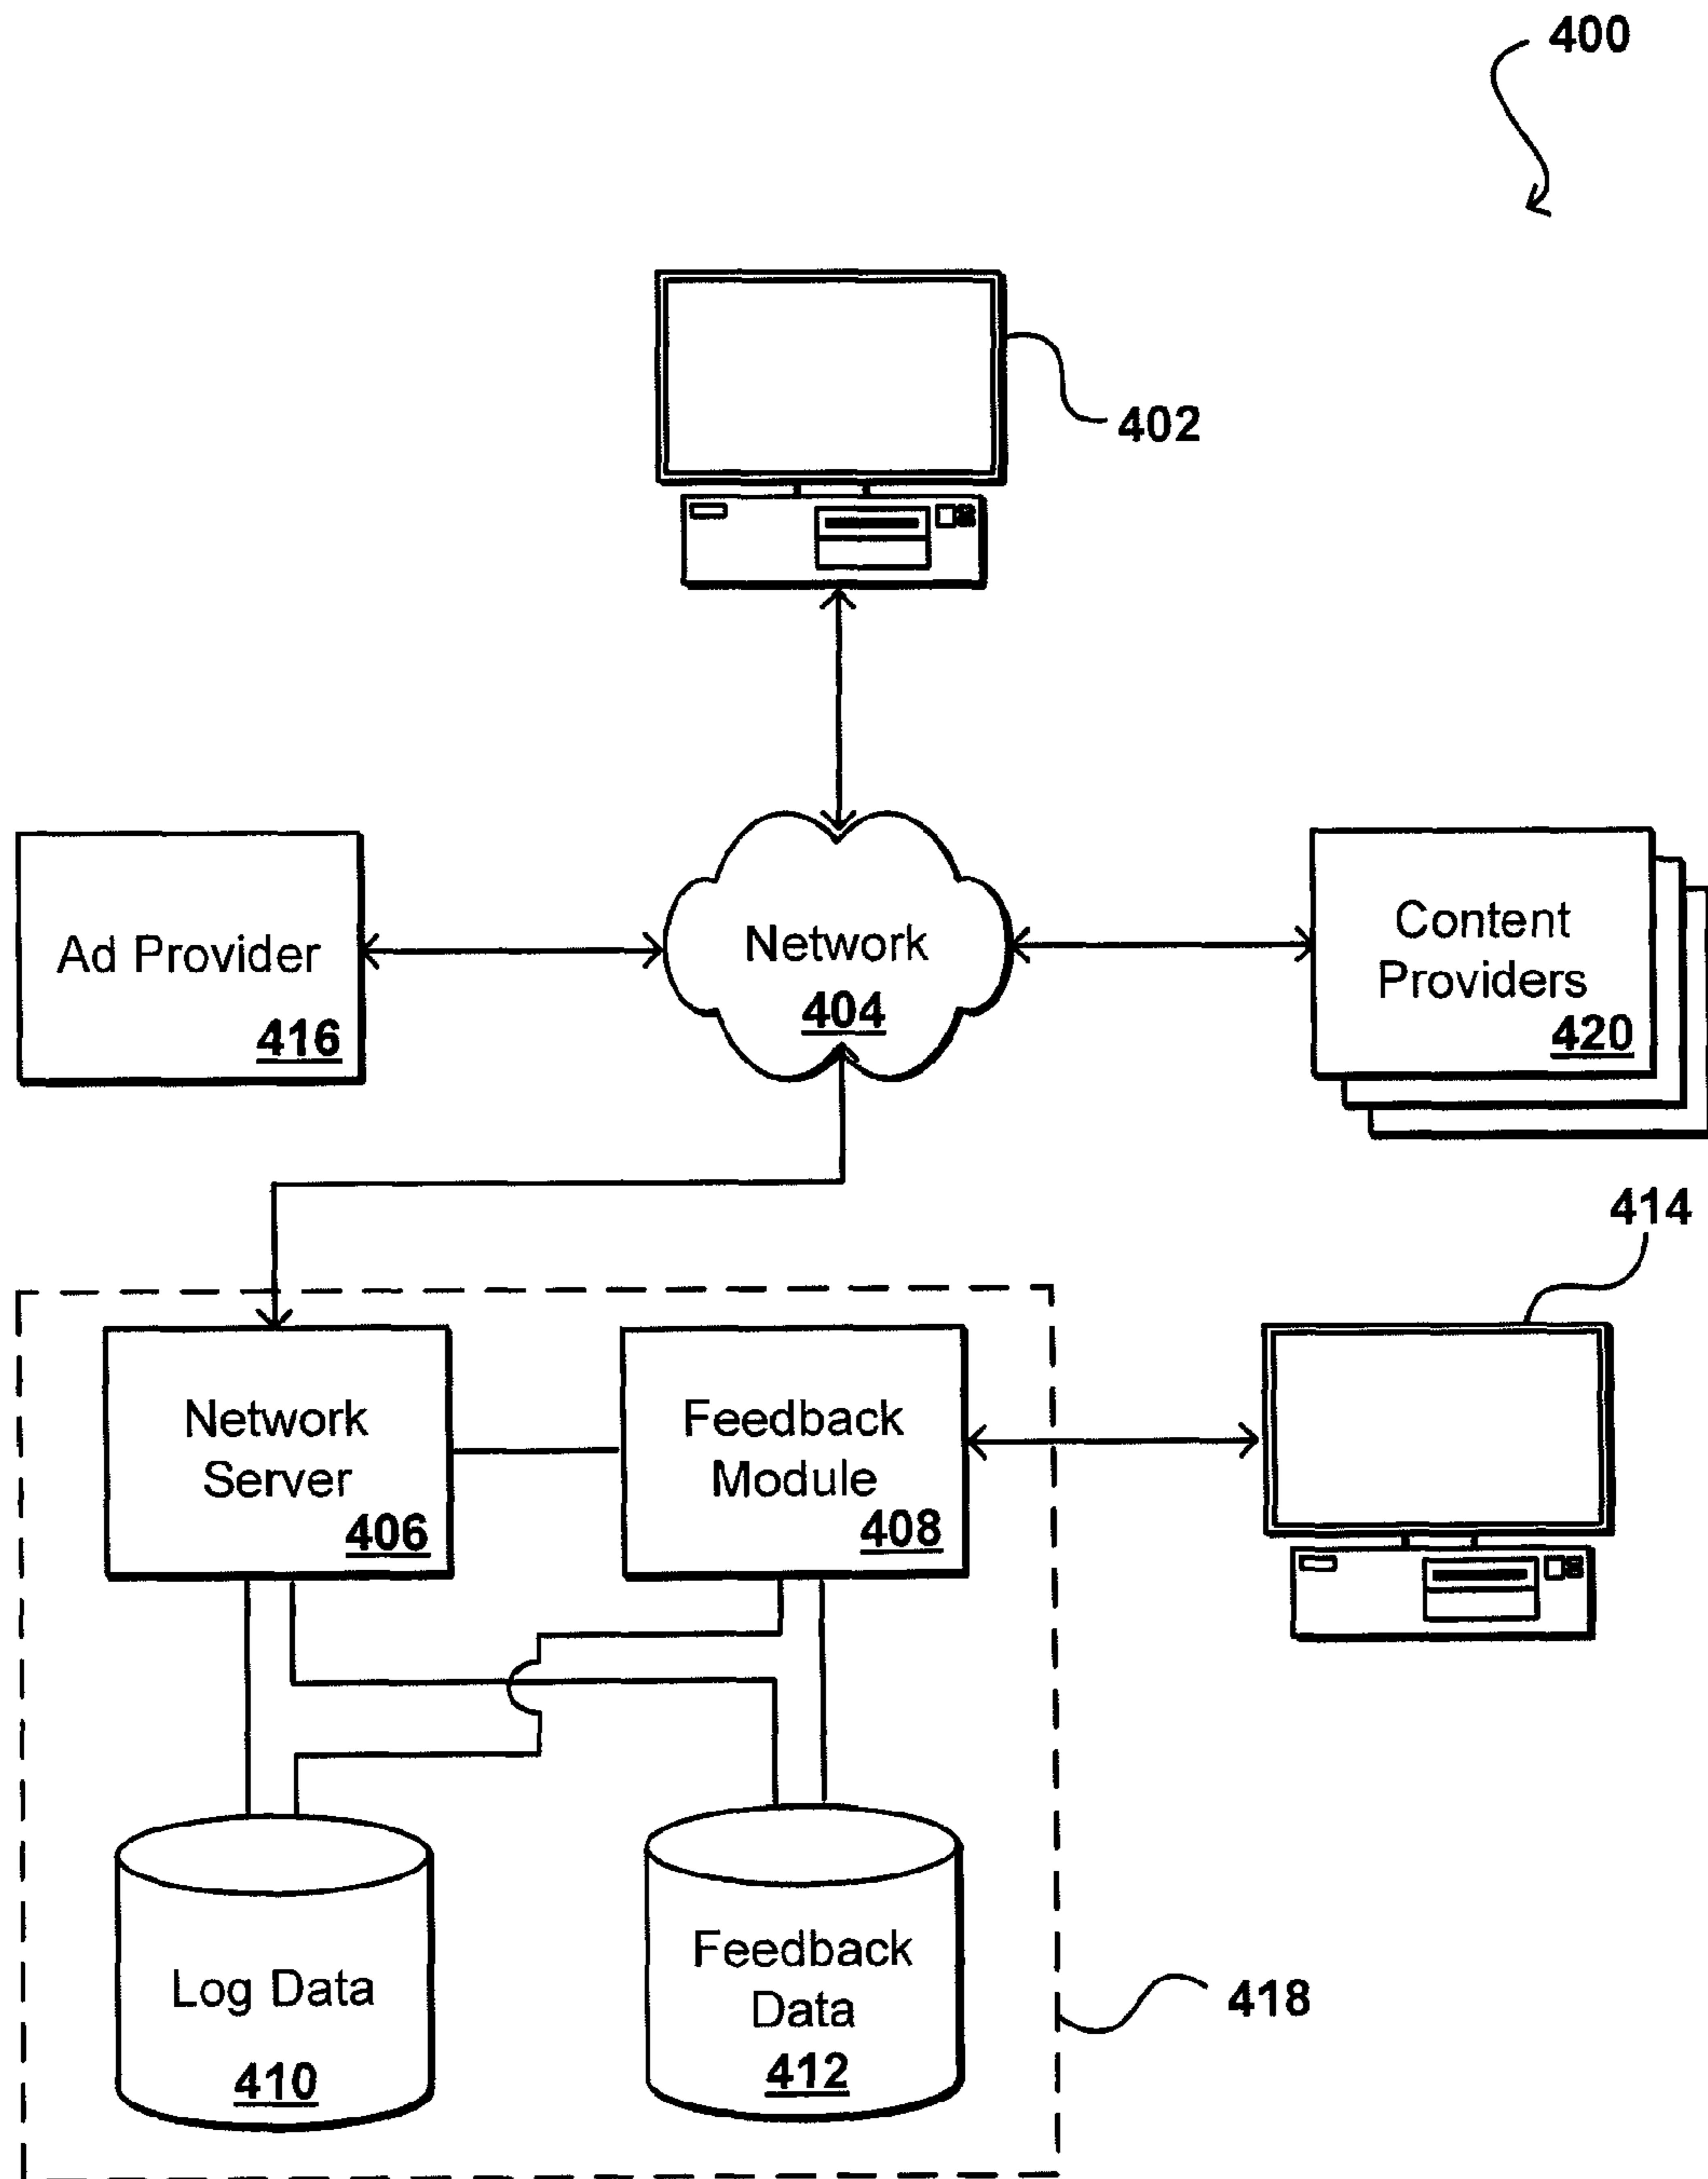 400
402
Ad Provider
416
Network
404
Content
Providers
420
414
Network
Server
406
Feedback
Module
408
Log Data
410
Feedback
Data
412
418